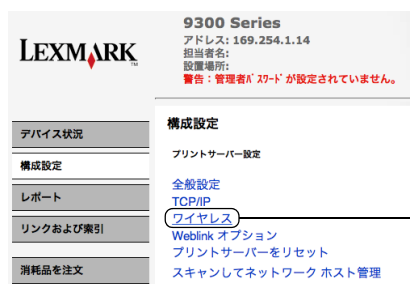 LEXMARK™
9300 Series
アドレス: 169.254.1.14
担当者名:
設置場所:
警告：管理者ﾊﾟｽﾜｰﾄﾞが設定されていません。
デバイス状況
構成設定
レポート
リンクおよび索引
消耗品を注文
構成設定
プリントサーバー設定
全般設定
TCP/IP
ワイヤレス
Weblink オプション
プリントサーバーをリセット
スキャンしてネットワーク ホスト管理